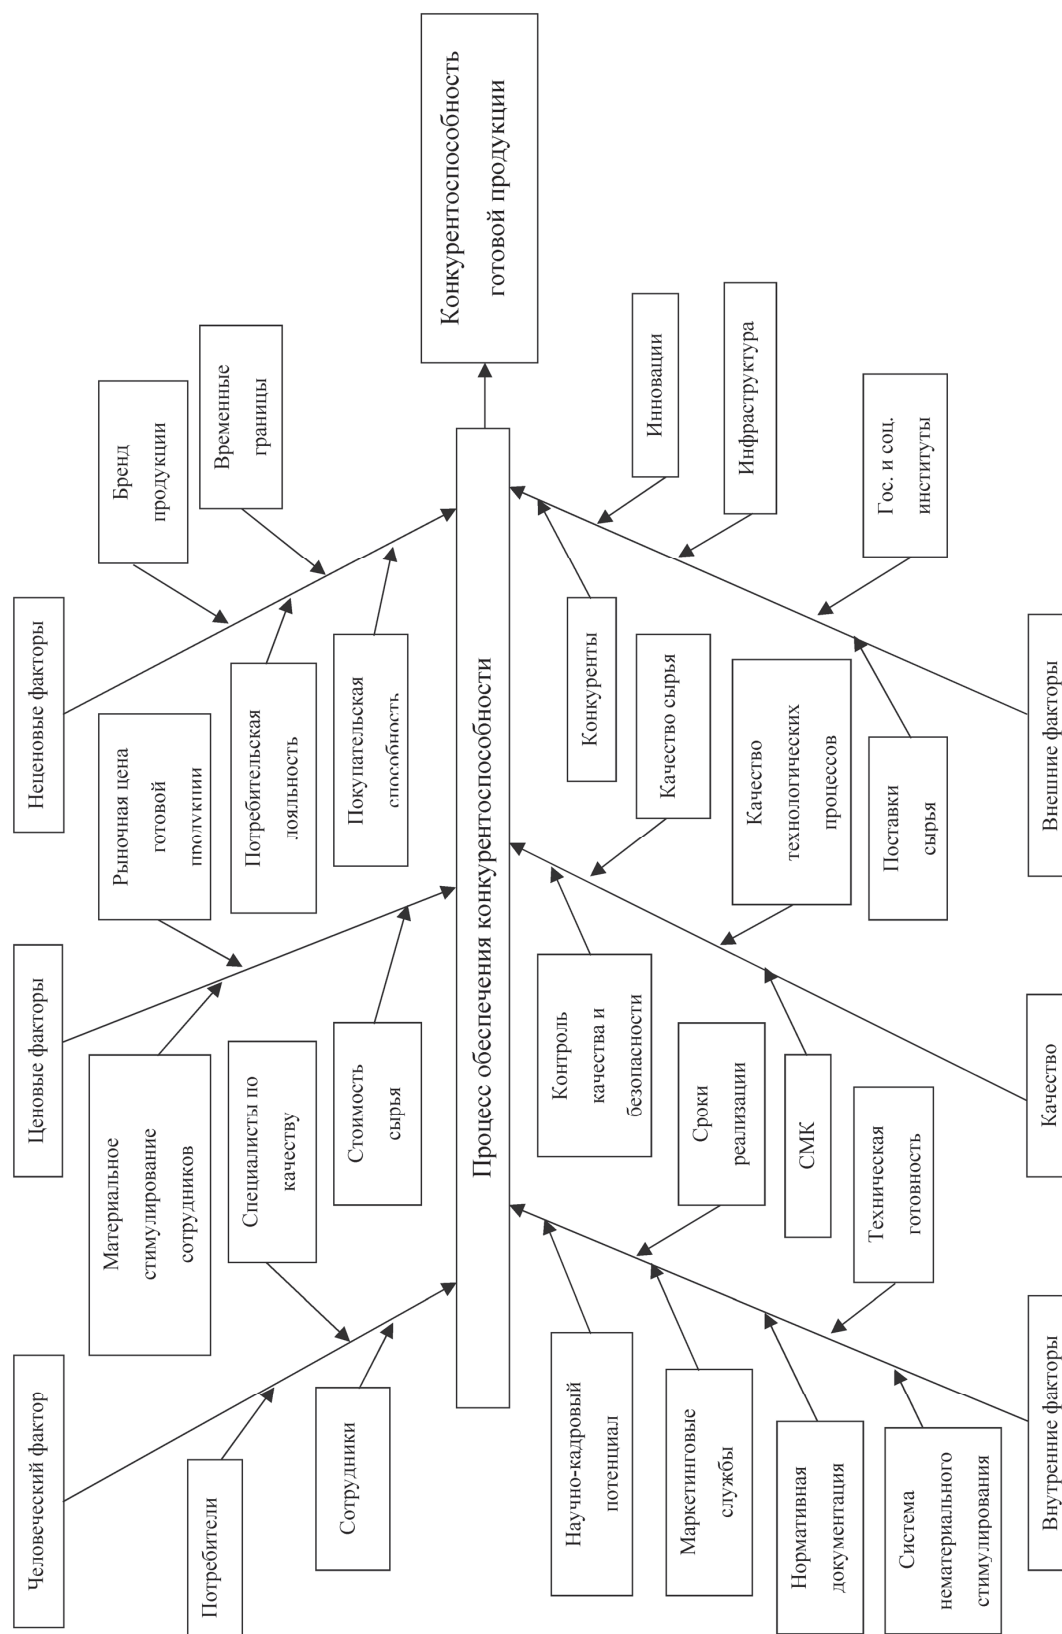 Человеческий фактор
Ценовые факторы
Неценовые факторы
Потребители
Сотрудники
Специалисты по
качеству
Материальное
стимулирование
сотрудников
Рыночная цена
готовой
продукции
Стоимость
сырья
Бренд
продукции
Временные
границы
Потребительская
лояльность
Покупательская
способность
Процесс обеспечения конкурентоспособности
Конкурентоспособность
готовой продукции
Научно-кадровый
потенциал
Маркетинговые
службы
Нормативная
документация
Система
нематериального
стимулирования
Сроки
реализации
Техническая
готовность
Контроль
качества и
безопасности
СМК
Качество сырья
Качество
технологических
процессов
Конкуренты
Поставки
сырья
Инновации
Инфраструктура
Гос. и соц.
институты
Внутренние факторы
Качество
Внешние факторы